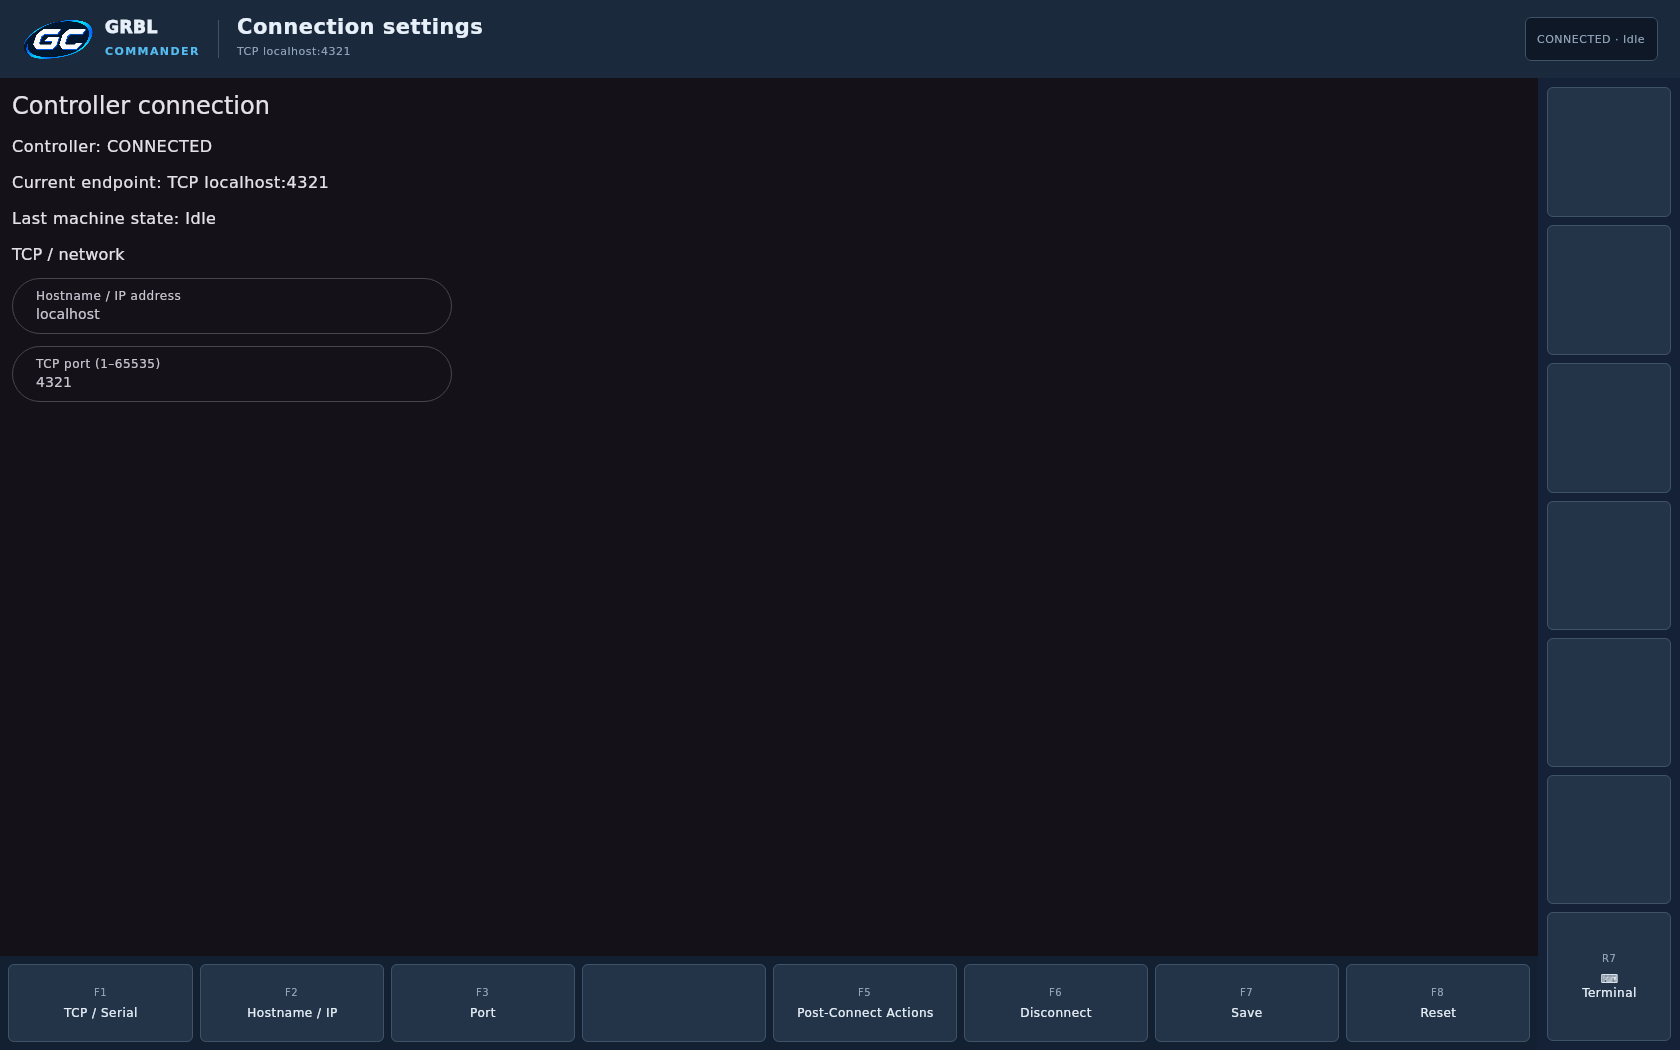 GC
GRBL
COMMANDER
Connection settings
TCP localhost:4321
CONNECTED · Idle
Controller connection
Controller: CONNECTED
Current endpoint: TCP localhost:4321
Last machine state: Idle
TCP / network
Hostname / IP address
localhost
TCP port (1–65535)
4321
F1
TCP / Serial
F2
Hostname / IP
F3
Port
F5
Post-Connect Actions
F6
Disconnect
F7
Save
F8
Reset
R7
Terminal